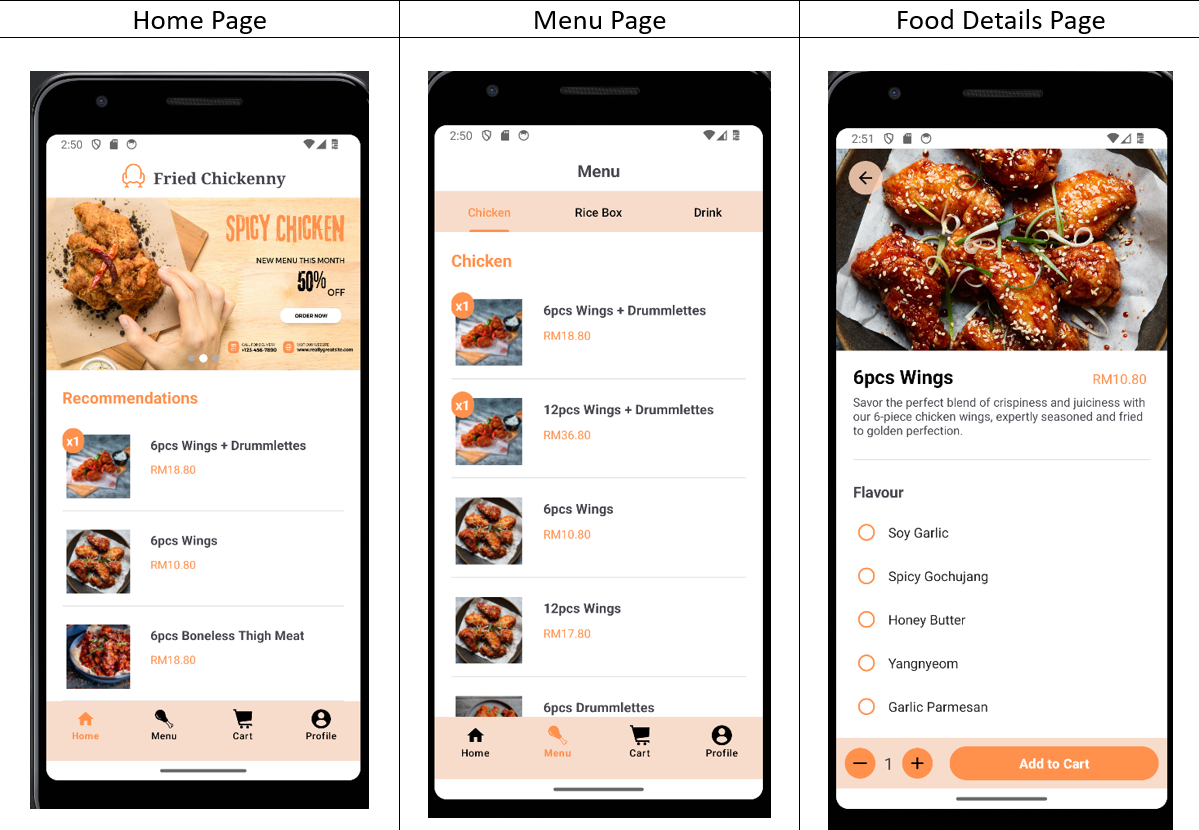 Home Page
Menu Page
Food Details Page
2:50
Fried Chickenny
SPICY CHICKEN
NEW MENU THIS MONTH
50%
OFF
ORDER NOW
CALL FOR DELIVERY
+123-456-7890
VISIT OUR WEBSITE
www.reallygreatsite.com
Recommendations
x1
6pcs Wings + Drummlettes
RM18.80
6pcs Wings
RM10.80
6pcs Boneless Thigh Meat
RM18.80
Home
Menu
Cart
Profile
2:50
Menu
Chicken
Rice Box
Drink
Chicken
x1
6pcs Wings + Drummlettes
RM18.80
x1
12pcs Wings + Drummlettes
RM36.80
6pcs Wings
RM10.80
12pcs Wings
RM17.80
6pcs Drummlettes
Home
Menu
Cart
Profile
2:51
6pcs Wings
RM10.80
Savor the perfect blend of crispiness and juiciness with
our 6-piece chicken wings, expertly seasoned and fried
to golden perfection.
Flavour
Soy Garlic
Spicy Gochujang
Honey Butter
Yangnyeom
Garlic Parmesan
1
Add to Cart